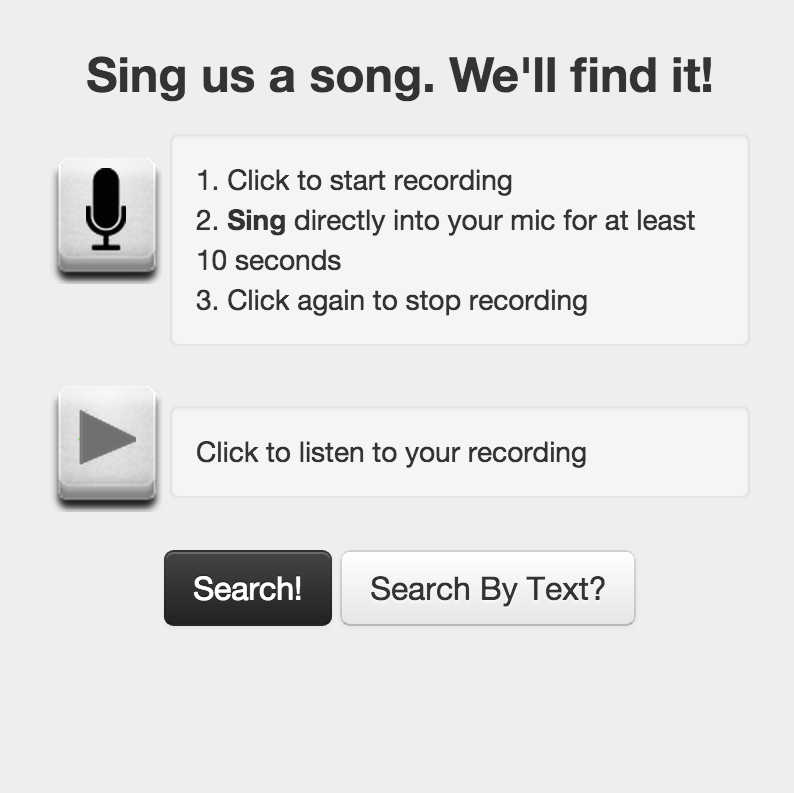 Sing us a song. We'll find it!
1. Click to start recording
2. Sing directly into your mic for at least
10 seconds
3. Click again to stop recording
Click to listen to your recording
Search!
Search By Text?